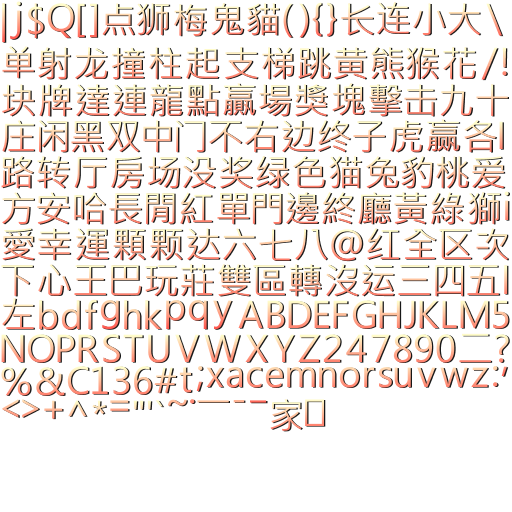 |j$Q[]点狮梅鬼貓(){}长连小大\
单射龙撞柱起支梯跳黄熊猴花/!
块牌達連龍點贏場獎塊擊击九十
庄闲黑双中门不右边终子虎赢各l
路转厅房场没奖绿色猫兔豹桃爱
方安哈長閒紅單門邊終廳黃綠獅i
愛幸運顆颗达六七八@红全区次
下心王巴玩莊雙區轉沒运三四五I
左bdfghkpqyABDEFGHJKLM5
NOPRSTUVWXYZ247890二?
%&C136#t;xacemnorsuvwz:,
<>+^*="'`~·一-¯家